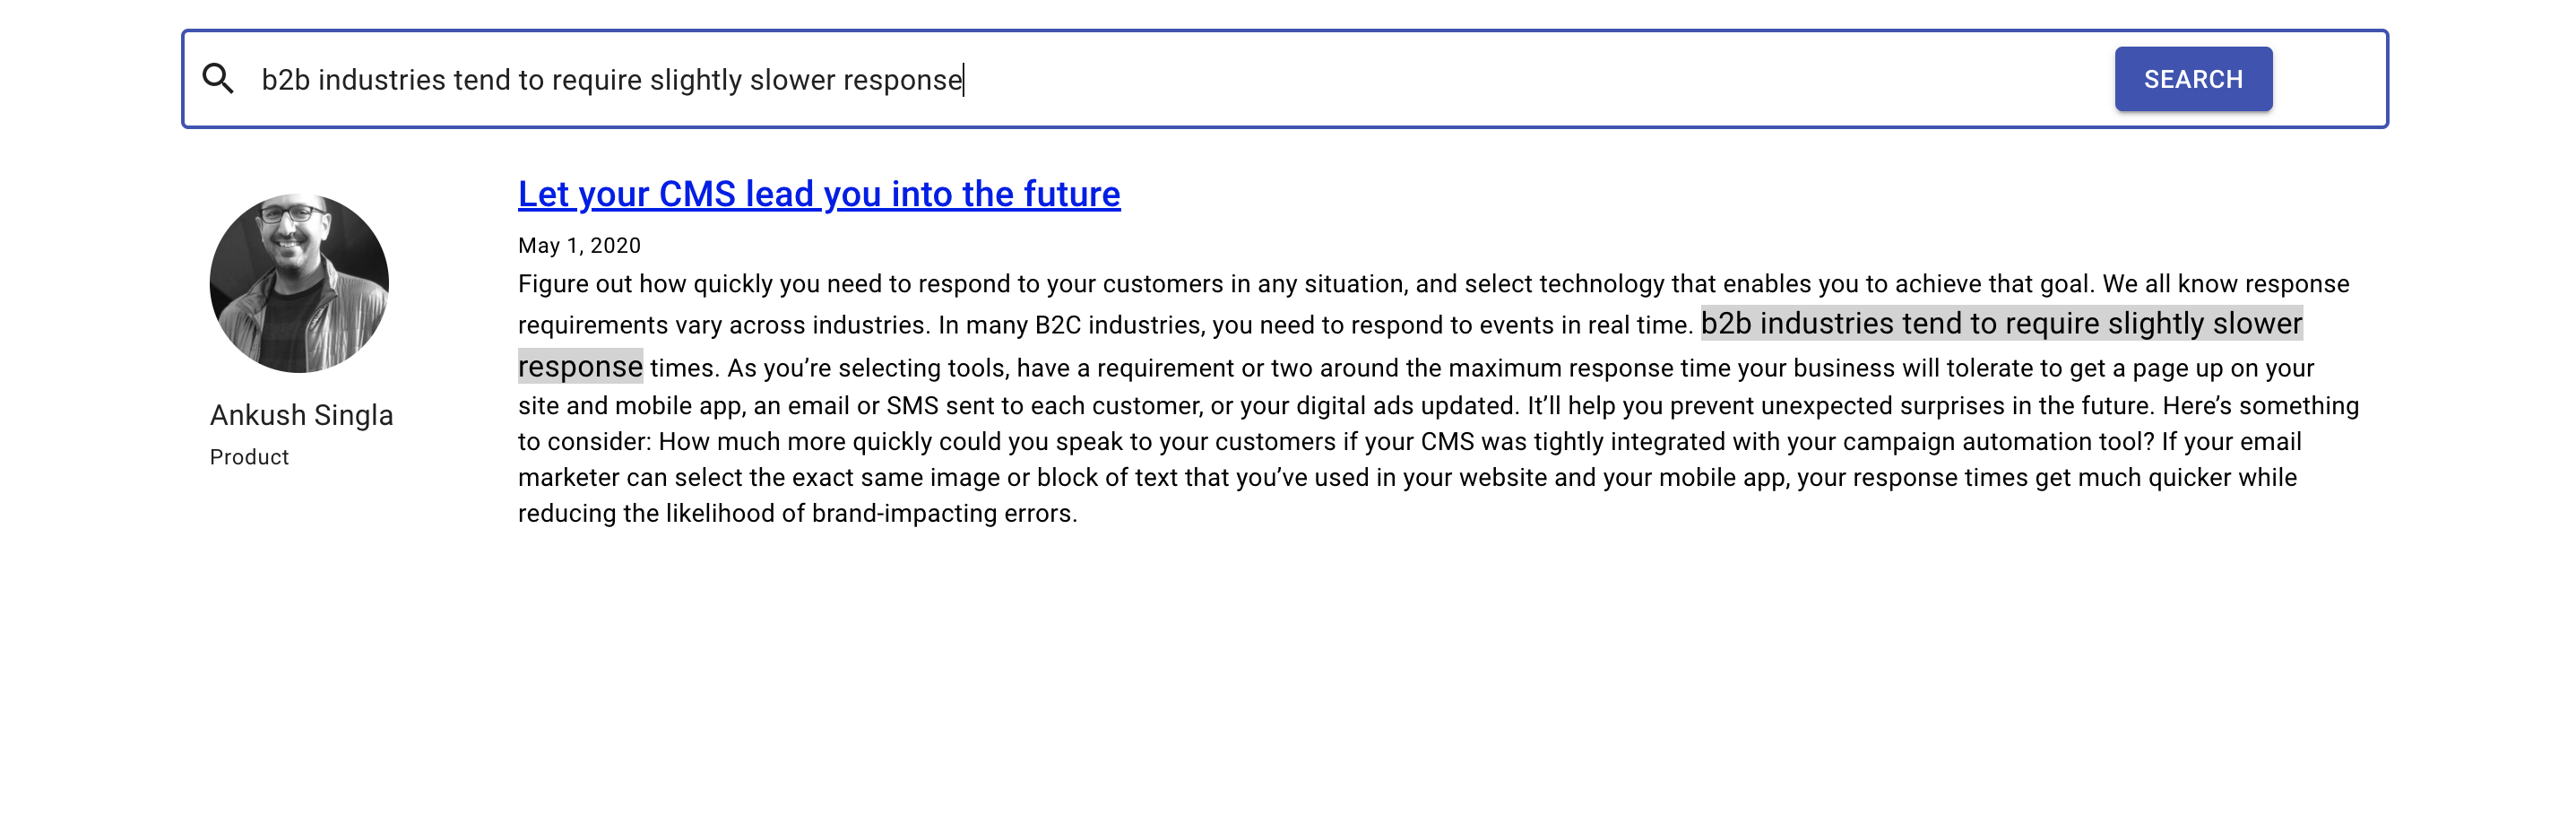 b2b industries tend to require slightly slower response
SEARCH
Let your CMS lead you into the future
May 1, 2020
Figure out how quickly you need to respond to your customers in any situation, and select technology that enables you to achieve that goal. We all know response
requirements vary across industries. In many B2C industries, you need to respond to events in real time. b2b industries tend to require slightly slower
response times. As you’re selecting tools, have a requirement or two around the maximum response time your business will tolerate to get a page up on your
site and mobile app, an email or SMS sent to each customer, or your digital ads updated. It’ll help you prevent unexpected surprises in the future. Here’s something
to consider: How much more quickly could you speak to your customers if your CMS was tightly integrated with your campaign automation tool? If your email
marketer can select the exact same image or block of text that you’ve used in your website and your mobile app, your response times get much quicker while
reducing the likelihood of brand-impacting errors.
Ankush Singla
Product